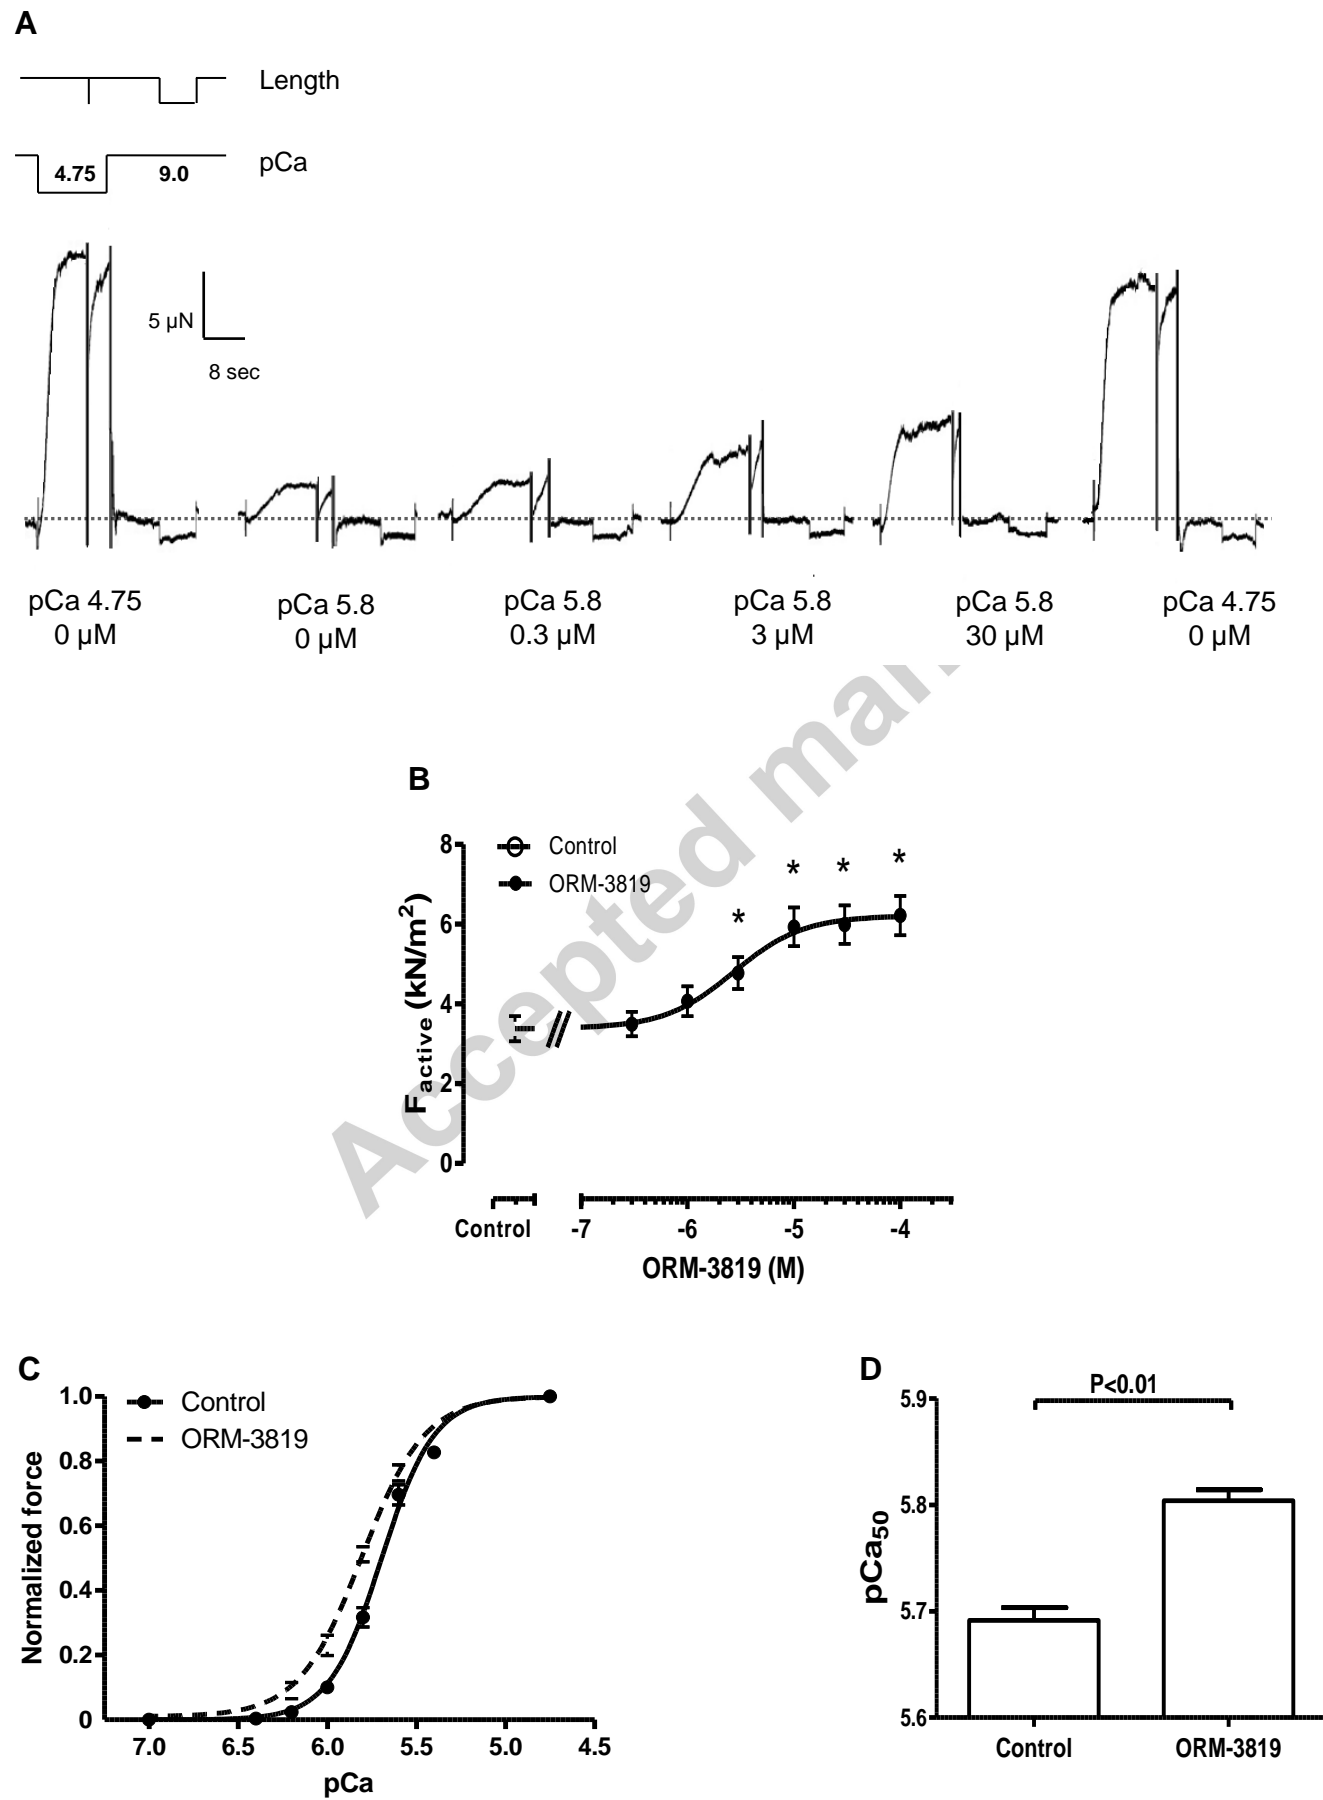 A
Length
pCa
4.75 9.0
5 µN
8 sec
pCa 4.75 pCa 5.8 pCa 5.8 pCa 5.8 pCa 5.8 pCa 4.75
0 µM 0 µM 0.3 µM 3 µM 30 µM 0 µM
Accepted man
B
8
6
4
2
0
F active (kN/m²)
Control
ORM-3819
* * * *
Control -7 -6 -5 -4
ORM-3819 (M)
C
1.0
0.8
0.6
0.4
0.2
0
Normalized force
Control
ORM-3819
7.0 6.5 6.0 5.5 5.0 4.5
pCa
D
P<0.01
5.9
5.8
5.7
5.6
pCa50
Control ORM-3819